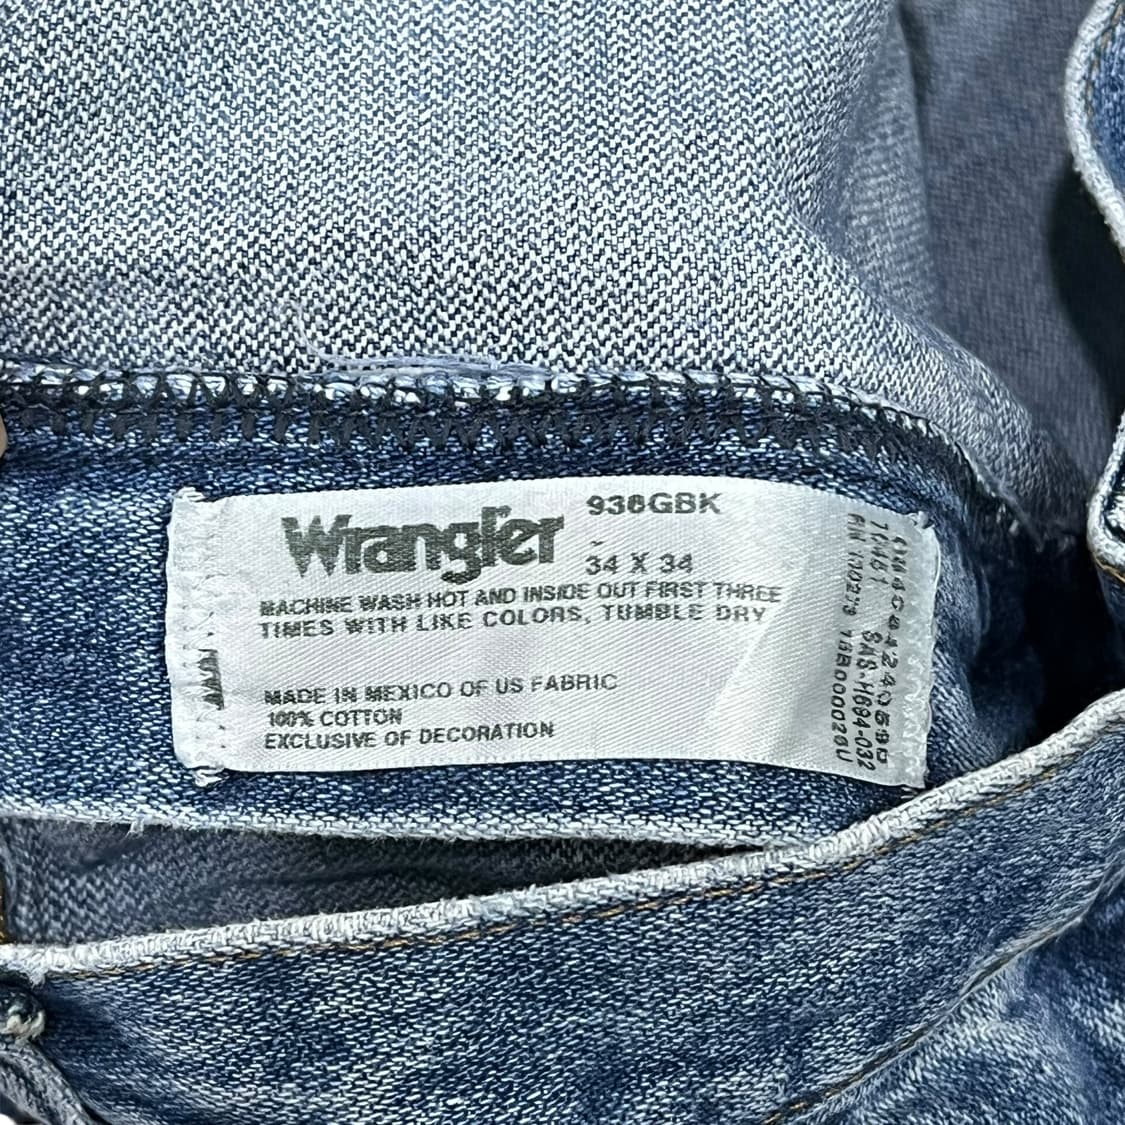 Wrangler
936GBK
34 X 34
MACHINE WASH HOT AND INSIDE OUT FIRST THREE
TIMES WITH LIKE COLORS, TUMBLE DRY
MADE IN MEXICO OF US FABRIC
100% COTTON
EXCLUSIVE OF DECORATION